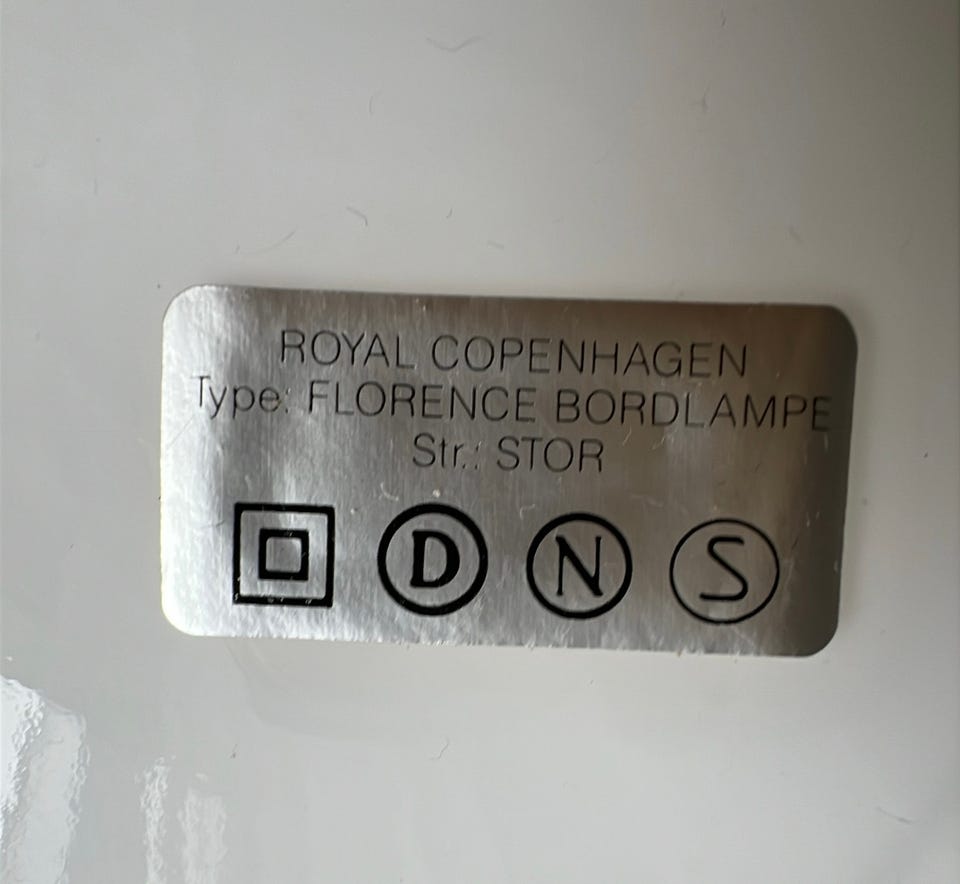 ROYAL COPENHAGEN
Type: FLORENCE BORDLAMPE
Str.: STOR
D N S